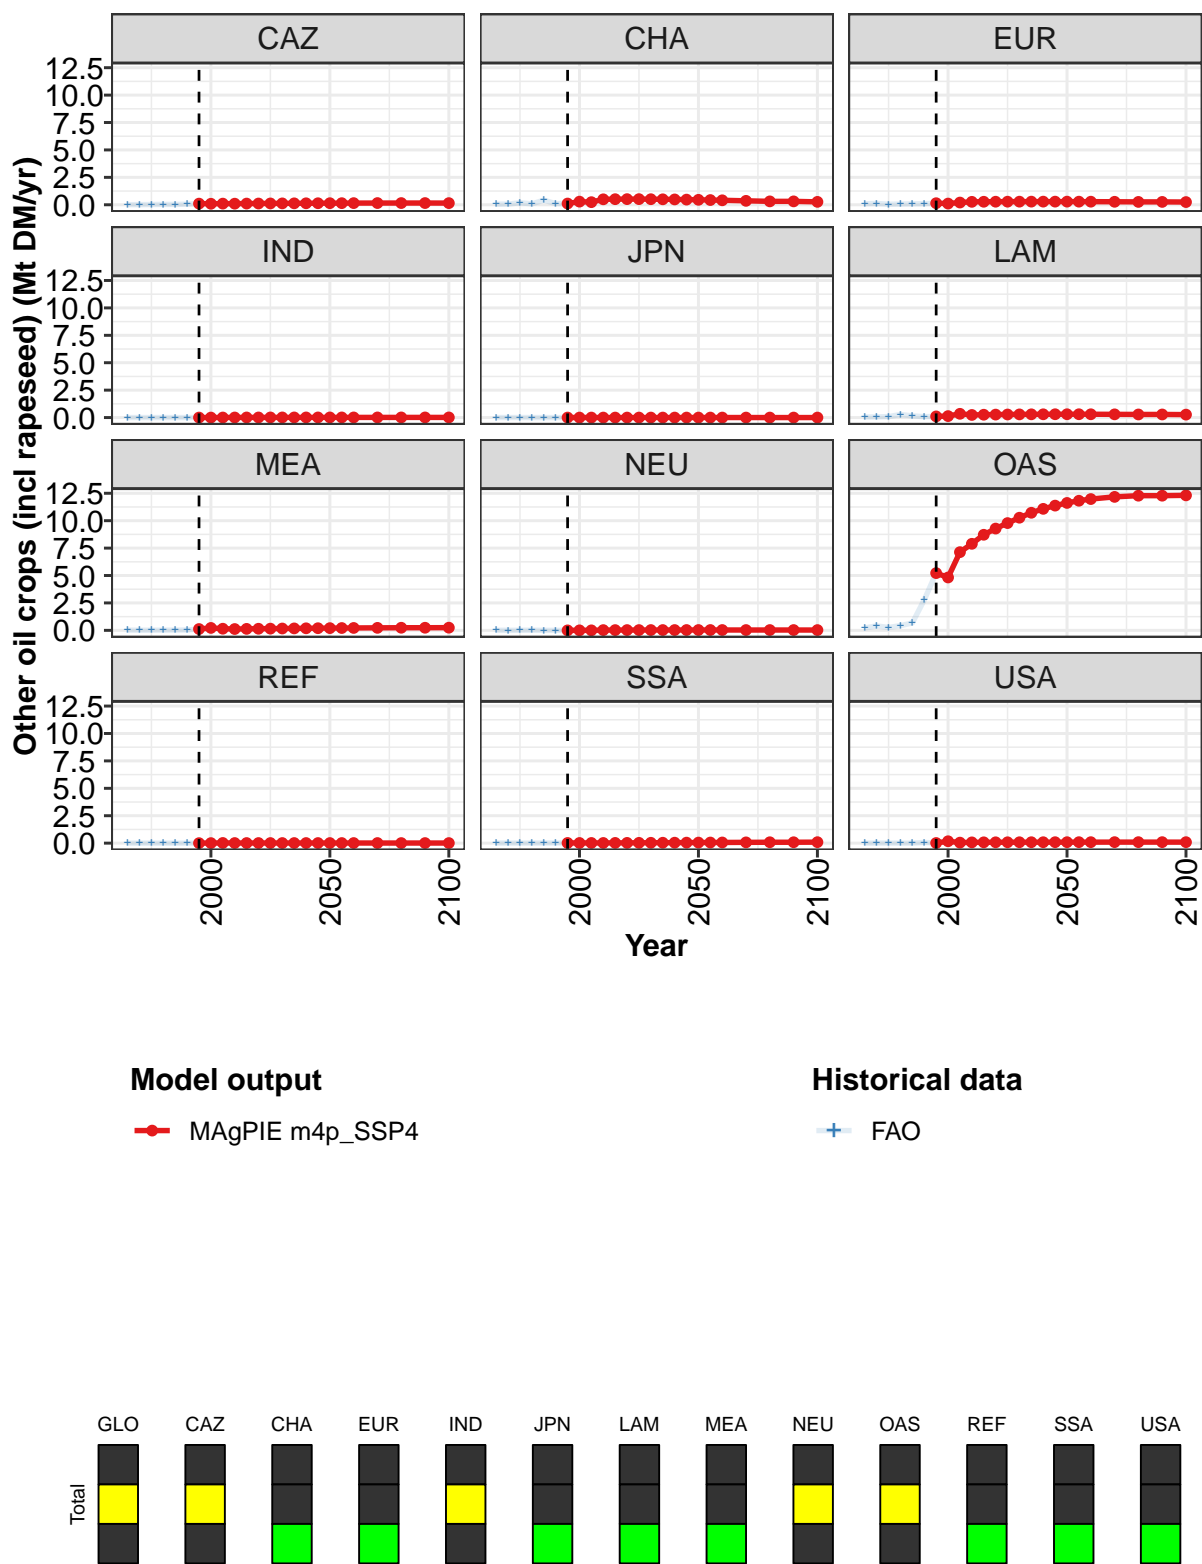 CAZ CHA EUR
12.5
10.0
7.5
5.0
2.5
0.0
IND JPN LAM
12.5
10.0
7.5
5.0
2.5
0.0
MEA NEU OAS
12.5
10.0
7.5
5.0
2.5
0.0
REF SSA USA
12.5
10.0
7.5
5.0
2.5
0.0
Other oil crops (incl rapeseed) (Mt DM/yr)
2000 2050 2100 2000 2050 2100 2000 2050 2100
Year
Model output Historical data
MAgPIE m4p_SSP4 FAO
GLO CAZ CHA EUR IND JPN LAM MEA NEU OAS REF SSA USA
Total